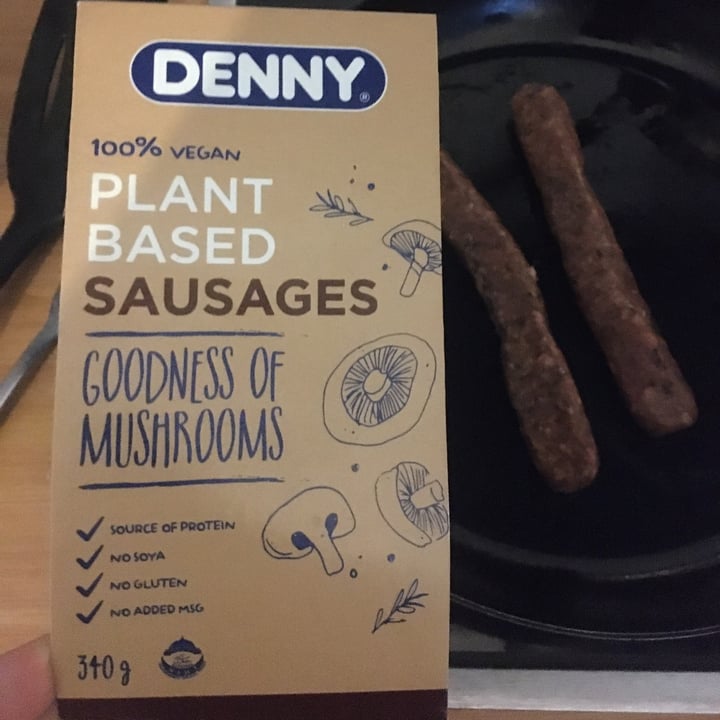 DENNY®
100% VEGAN
PLANT
BASED
SAUSAGES
GOODNESS OF
MUSHROOMS
SOURCE OF PROTEIN
NO SOYA
NO GLUTEN
NO ADDED MSG
340g